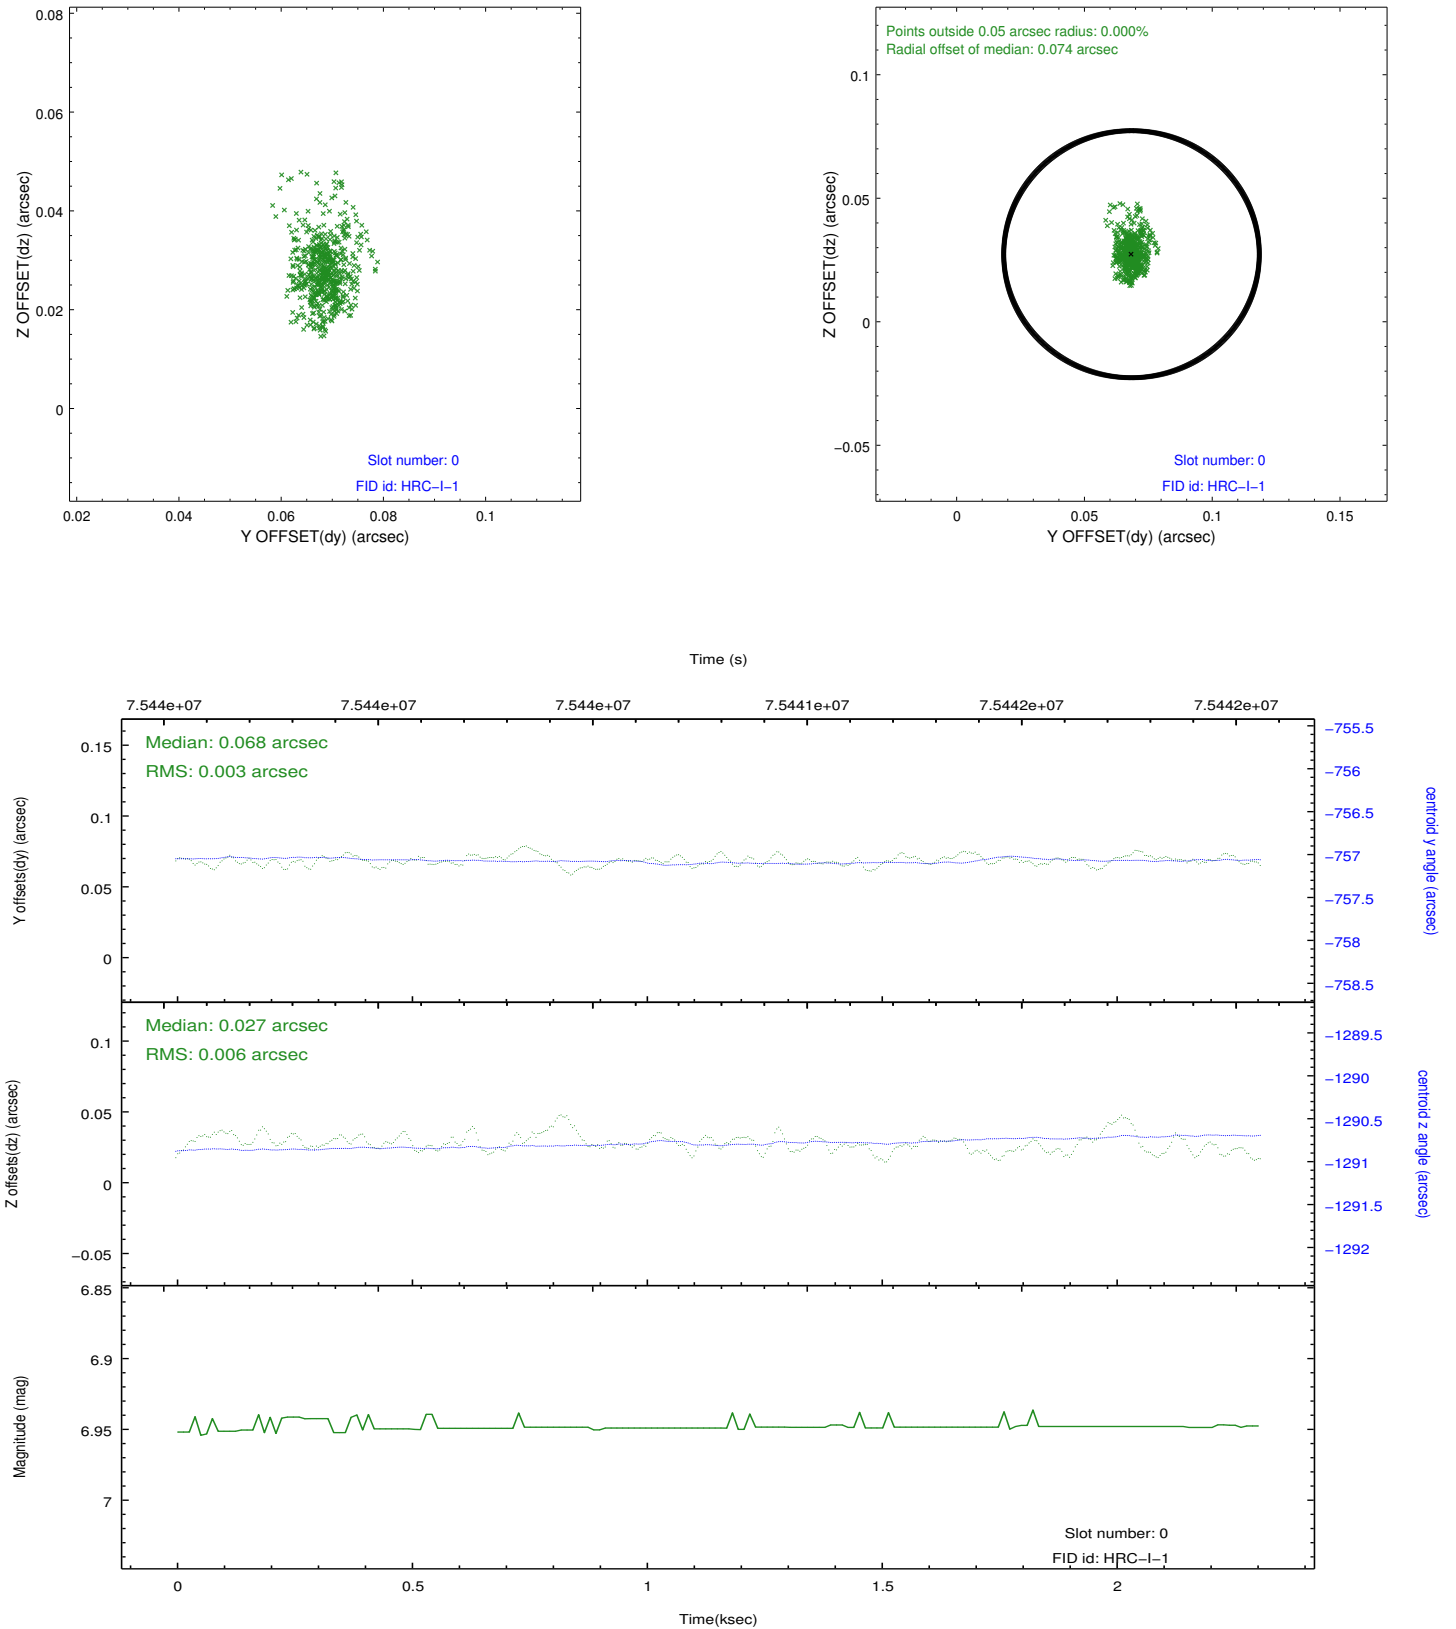 0.08
0.06
0.04
0.02
0
Z OFFSET(dz) (arcsec)
Slot number: 0
FID id: HRC−I−1
0.02 0.04 0.06 0.08 0.1
Y OFFSET(dy) (arcsec)
Points outside 0.05 arcsec radius: 0.000%
Radial offset of median: 0.074 arcsec
0.1
0.05
0
−0.05
Z OFFSET(dz) (arcsec)
Slot number: 0
FID id: HRC−I−1
0 0.05 0.1 0.15
Y OFFSET(dy) (arcsec)
Time (s)
7.544e+07 7.544e+07 7.544e+07 7.5441e+07 7.5442e+07 7.5442e+07
Median: 0.068 arcsec
RMS: 0.003 arcsec
0.15
0.1
0.05
0
Y offsets(dy) (arcsec)
−755.5
−756
−756.5
−757
−757.5
−758
−758.5
centroid y angle (arcsec)
Median: 0.027 arcsec
RMS: 0.006 arcsec
0.1
0.05
0
−0.05
Z offsets(dz) (arcsec)
−1289.5
−1290
−1290.5
−1291
−1291.5
−1292
centroid z angle (arcsec)
6.85
6.9
6.95
7
Magnitude (mag)
Slot number: 0
FID id: HRC−I−1
0 0.5 1 1.5 2
Time(ksec)